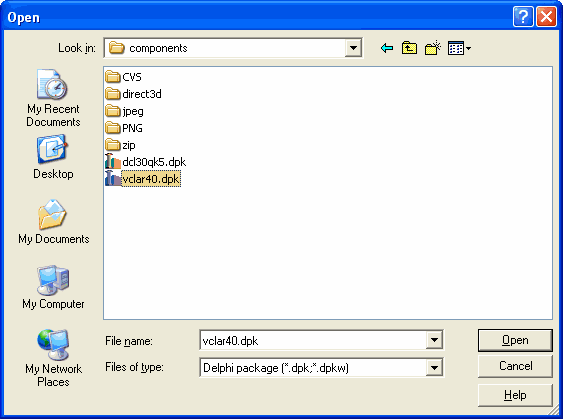 Open
Look in: components
CVS
direct3d
jpeg
PNG
zip
dcl30qk5.dpk
vclar40.dpk
My Recent
Documents
Desktop
My Documents
My Computer
My Network
Places
File name: vclar40.dpk
Open
Files of type: Delphi package (*.dpk;*.dpkw)
Cancel
Help